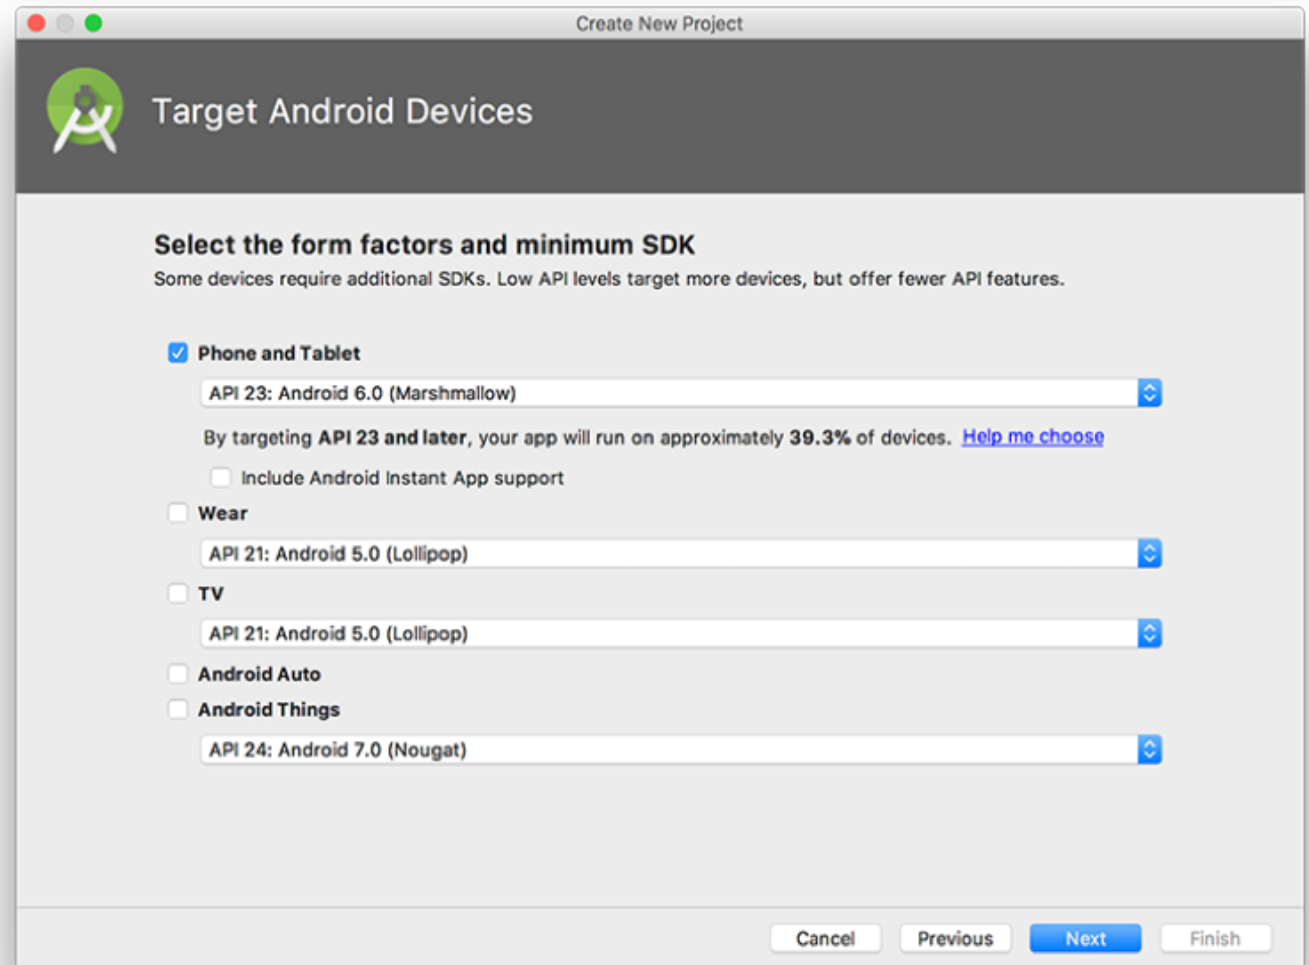 Create New Project
Target Android Devices
Select the form factors and minimum SDK
Some devices require additional SDKs. Low API levels target more devices, but offer fewer API features.
Phone and Tablet
API 23: Android 6.0 (Marshmallow)
By targeting API 23 and later, your app will run on approximately 39.3% of devices. Help me choose
Include Android Instant App support
Wear
API 21: Android 5.0 (Lollipop)
TV
API 21: Android 5.0 (Lollipop)
Android Auto
Android Things
API 24: Android 7.0 (Nougat)
Cancel Previous Next Finish